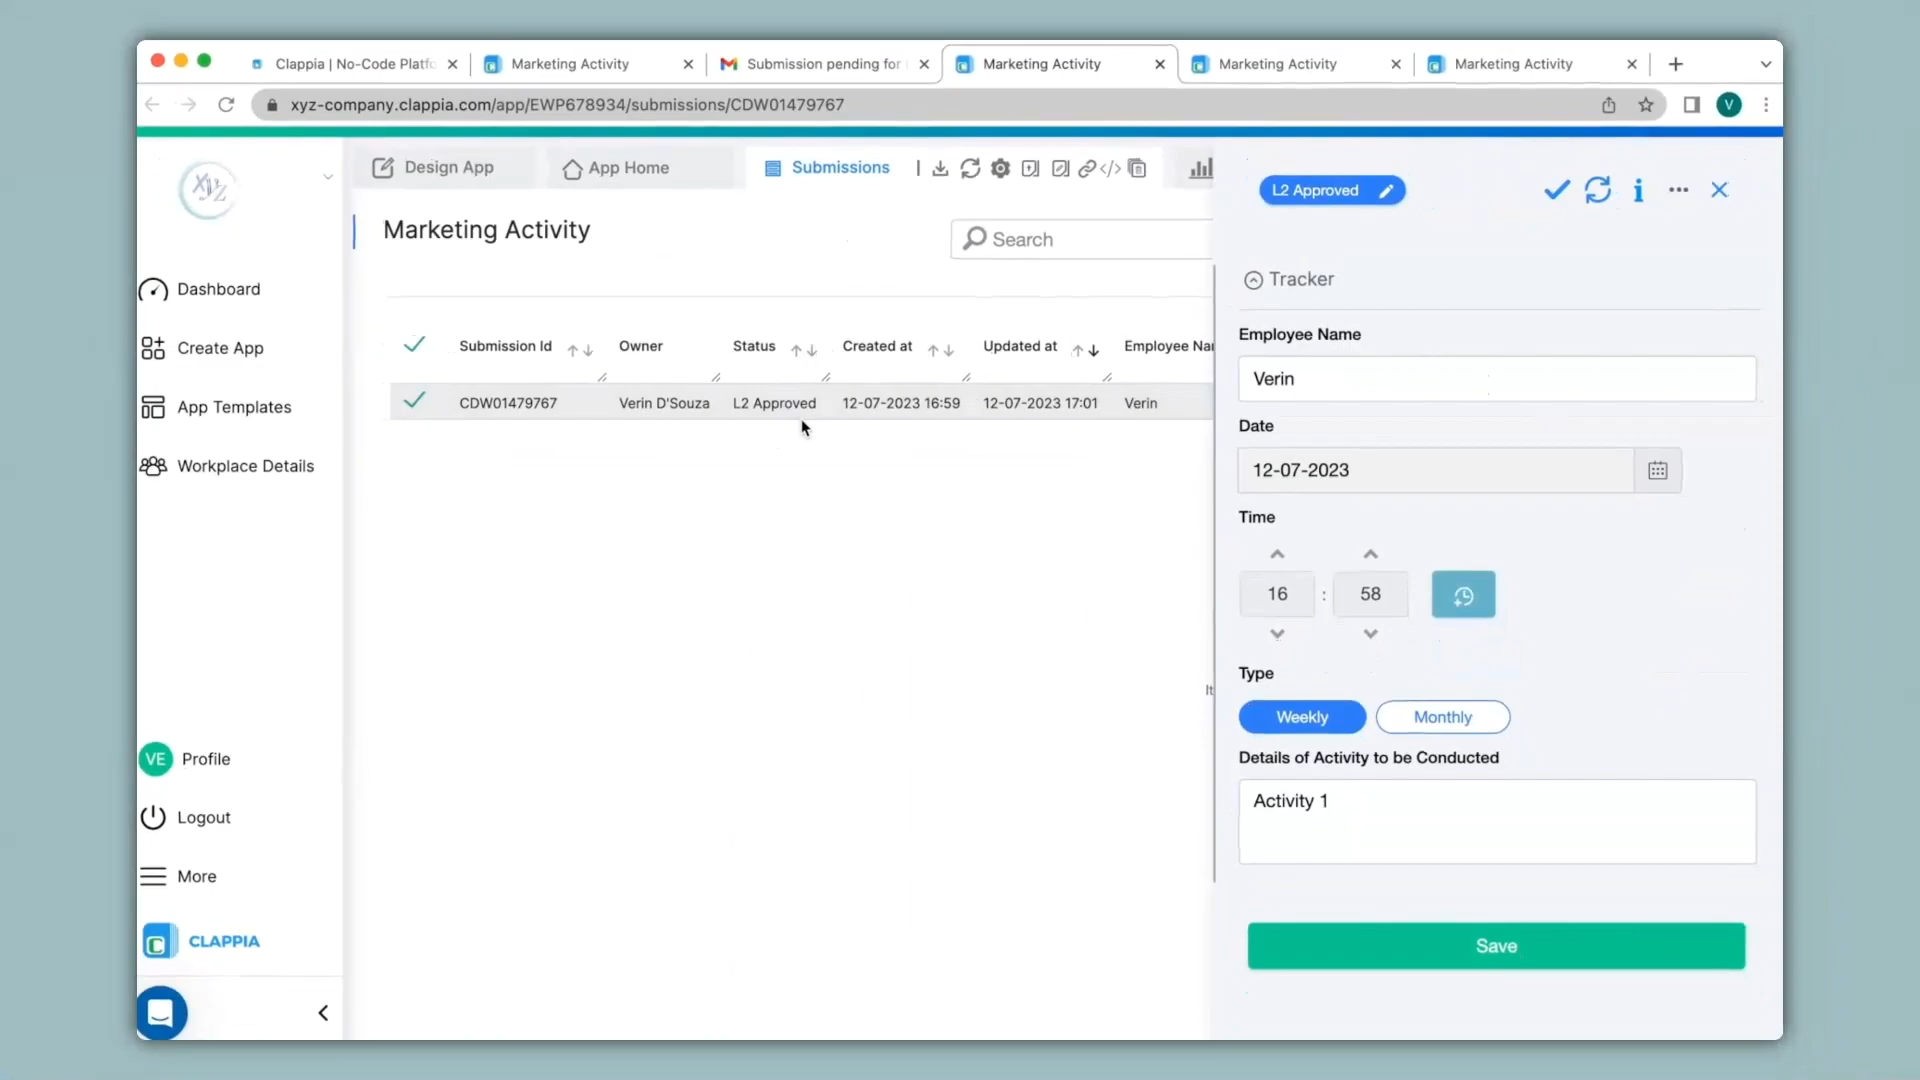 Clappia | No-Code Platfo
Marketing Activity
Submission pending for
Marketing Activity
Marketing Activity
Marketing Activity
xyz-company.clappia.com/app/EWP678934/submissions/CDW01479767
V
xyz
Design App
App Home
Submissions
L2 Approved
Marketing Activity
Search
Tracker
Dashboard
Create App
App Templates
Workplace Details
Submission Id
Owner
Status
Created at
Updated at
Employee Nar
CDW01479767
Verin D'Souza
L2 Approved
12-07-2023 16:59
12-07-2023 17:01
Verin
Employee Name
Verin
Date
12-07-2023
Time
16 : 58
Type
Weekly
Monthly
Details of Activity to be Conducted
Activity 1
It
Save
VE Profile
Logout
More
CLAPPIA